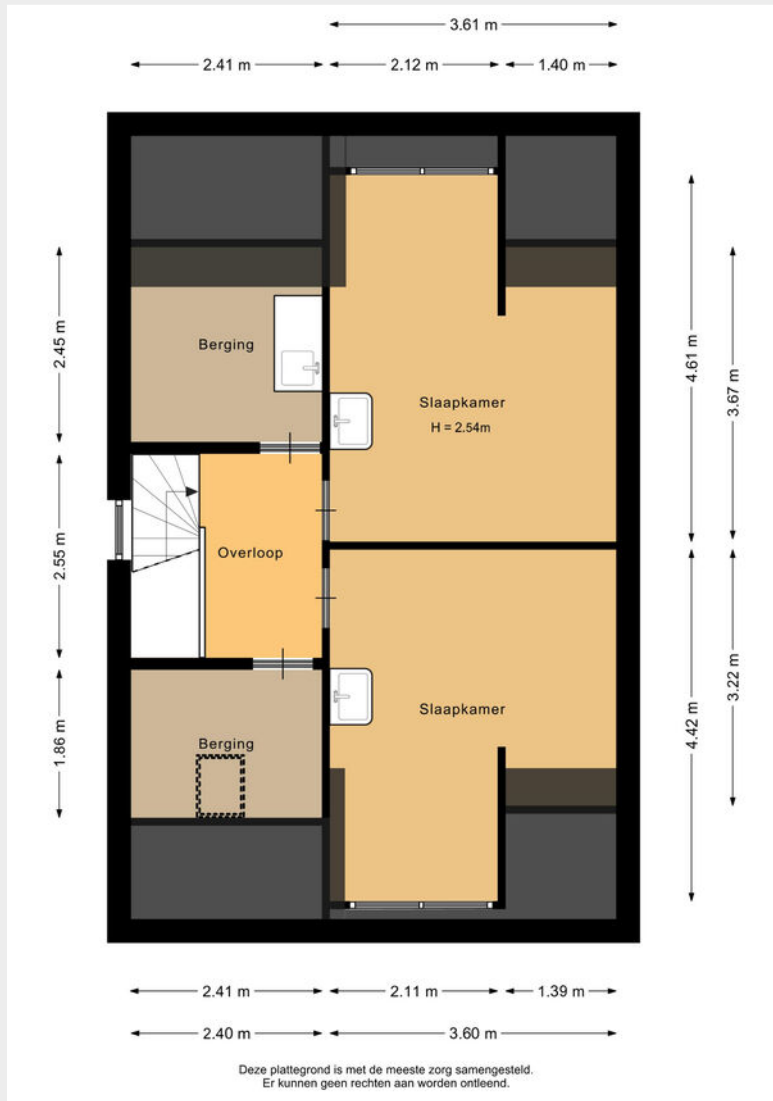 3.61 m
2.41 m
2.12 m
1.40 m
2.45 m
Berging
Slaapkamer
H = 2.54m
4.61 m
3.67 m
2.55 m
Overloop
1.86 m
Berging
Slaapkamer
3.22 m
4.42 m
2.41 m
2.11 m
1.39 m
2.40 m
3.60 m
Deze plattegrond is met de meeste zorg samengesteld.
Er kunnen geen rechten aan worden ontleend.